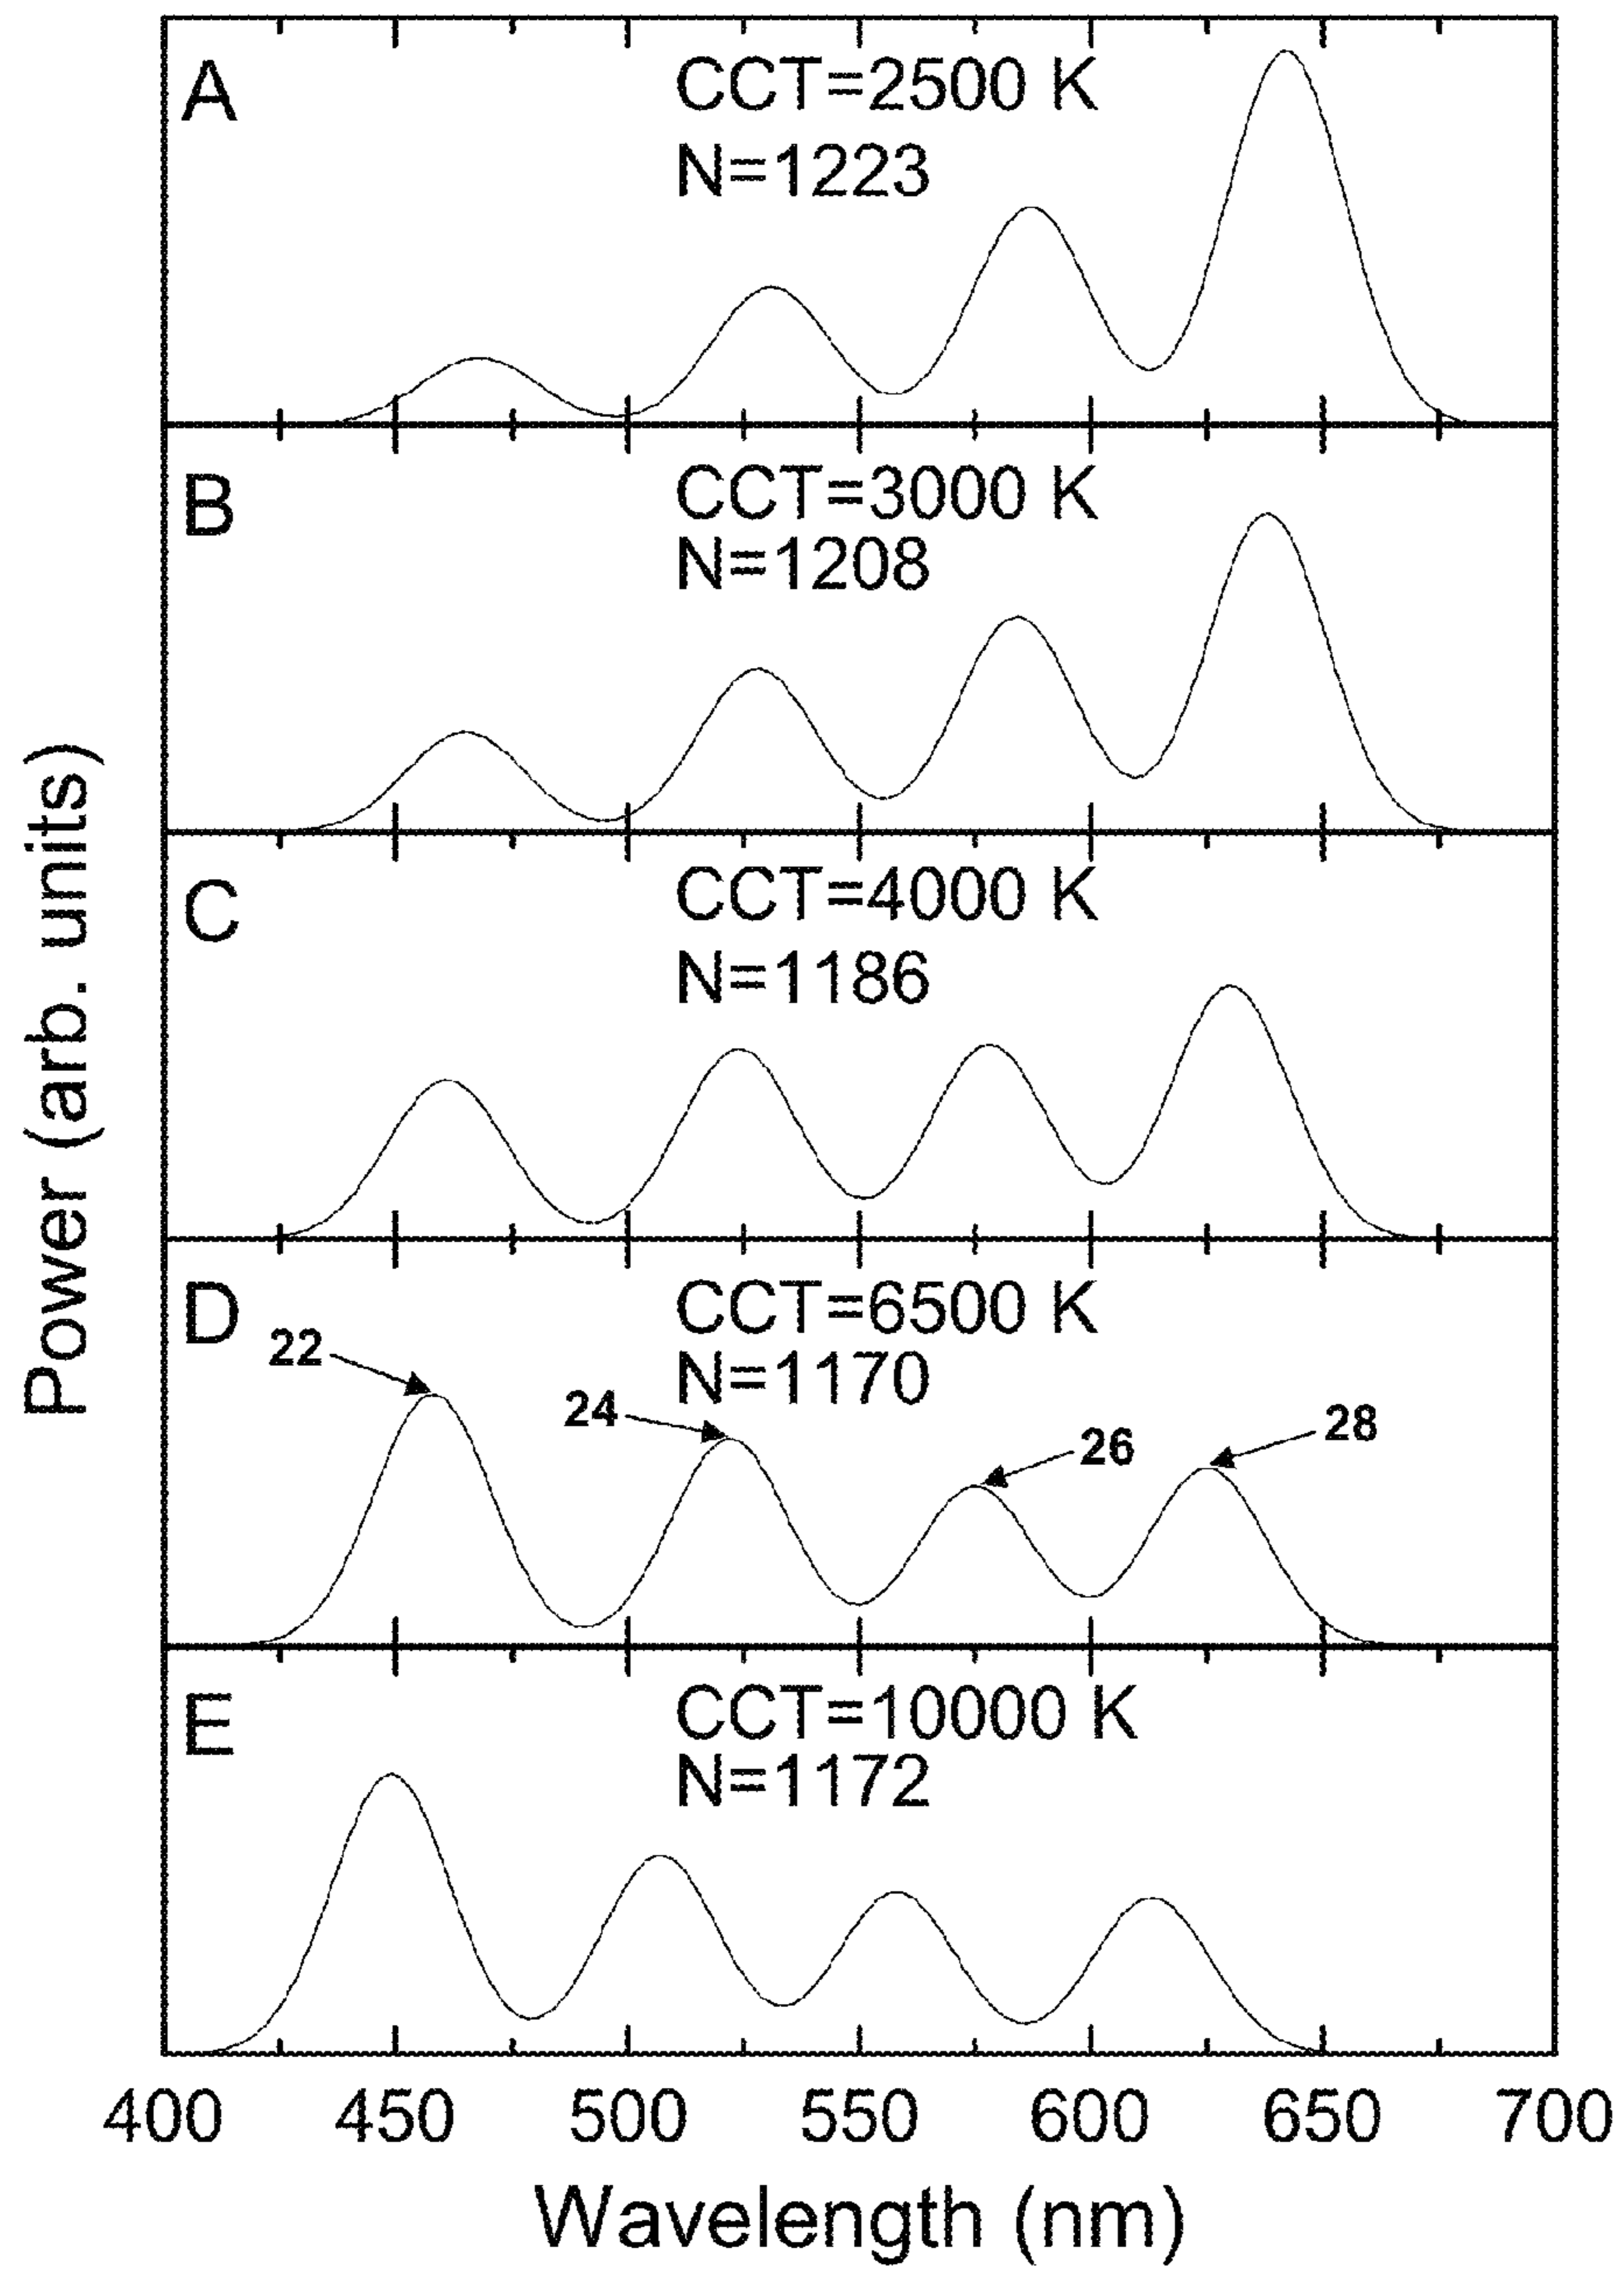 A
CCT=2500 K
N=1223
B
CCT=3000 K
N=1208
C
CCT=4000 K
N=1186
D
CCT=6500 K
N=1170
22
24
26
28
E
CCT=10000 K
N=1172
Power (arb. units)
400 450 500 550 600 650 700
Wavelength (nm)